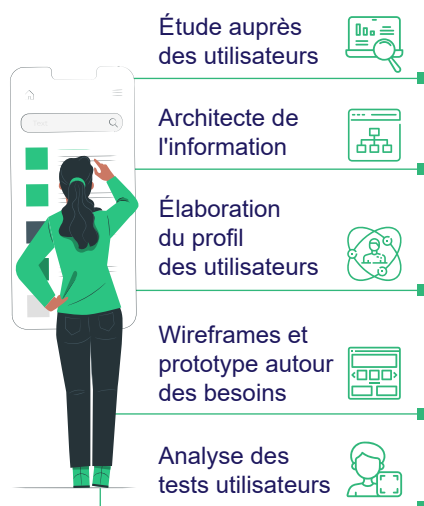 Étude auprès
des utilisateurs
Architecte de
l'information
Élaboration
du profil
des utilisateurs
Wireframes et
prototype autour
des besoins
Analyse des
tests utilisateurs